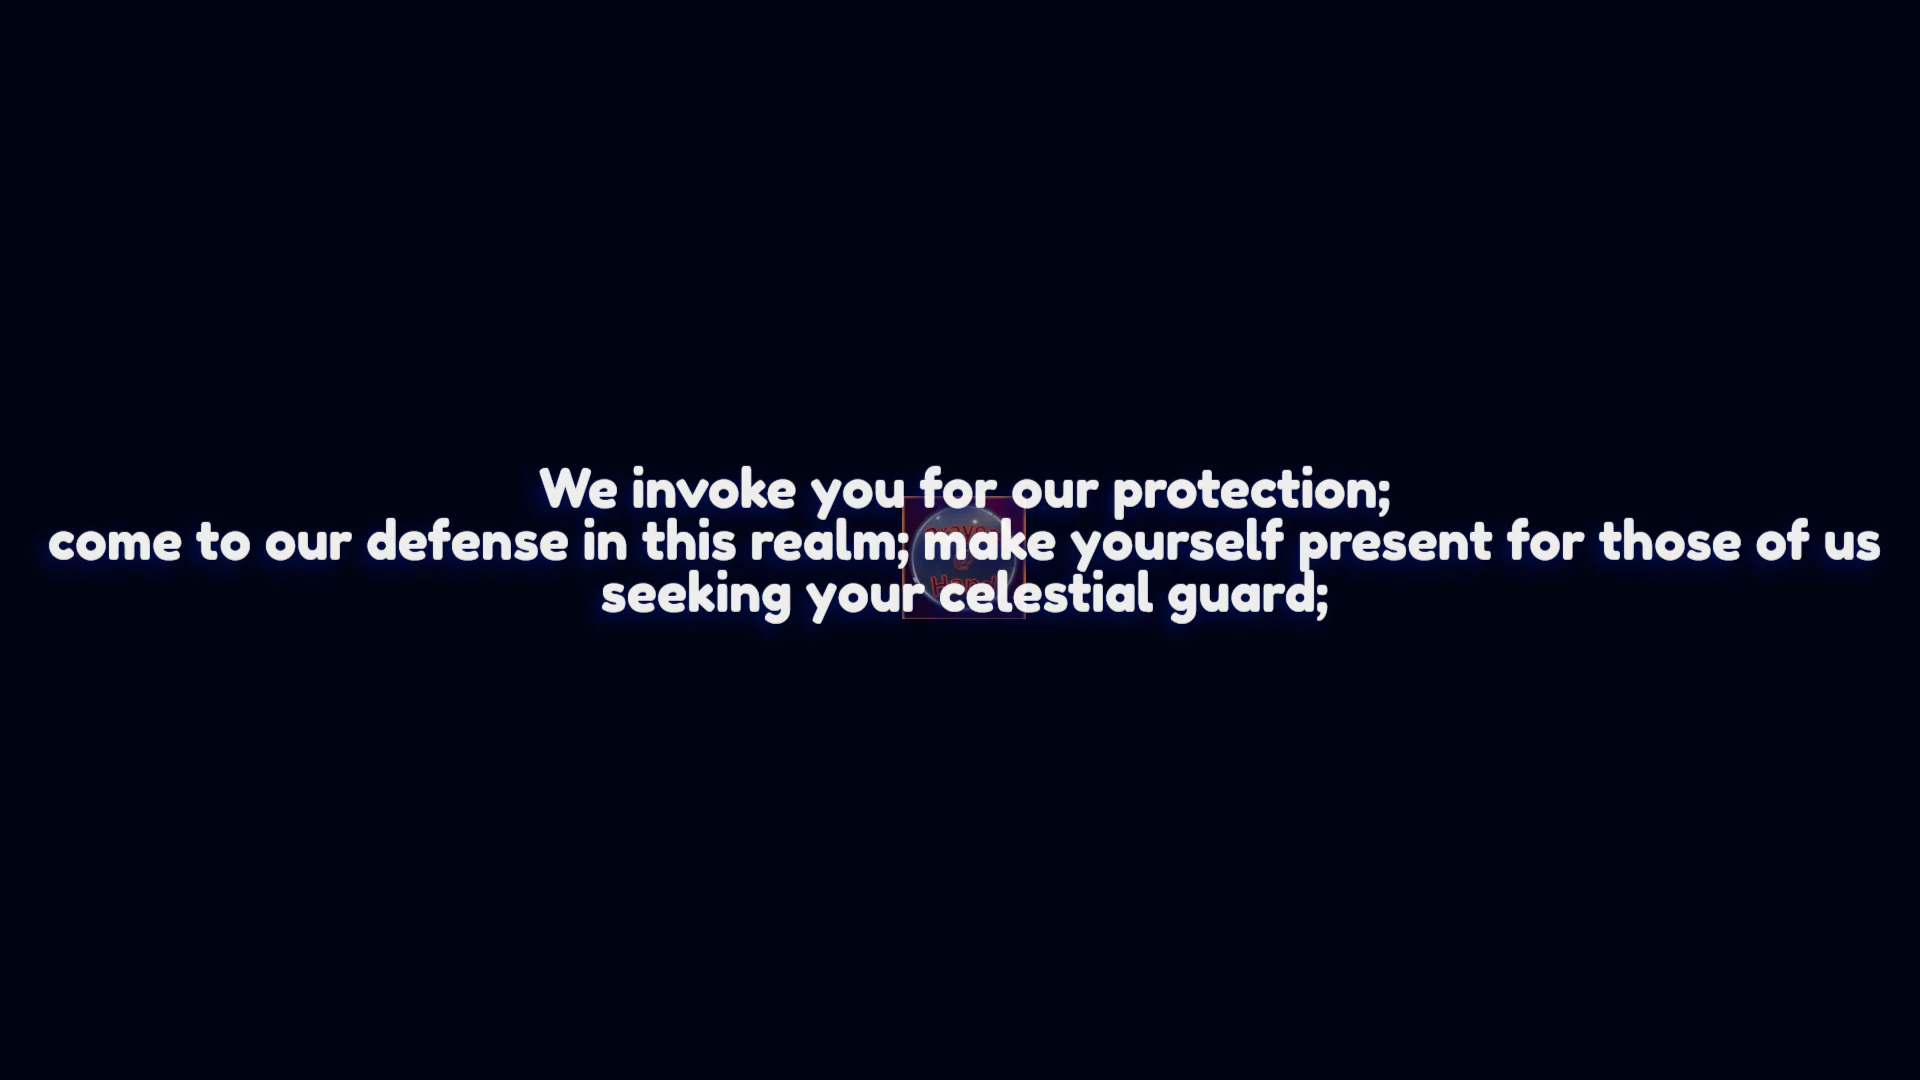 We invoke you for our protection;
come to our defense in this realm; make yourself present for those of us
seeking your celestial guard;